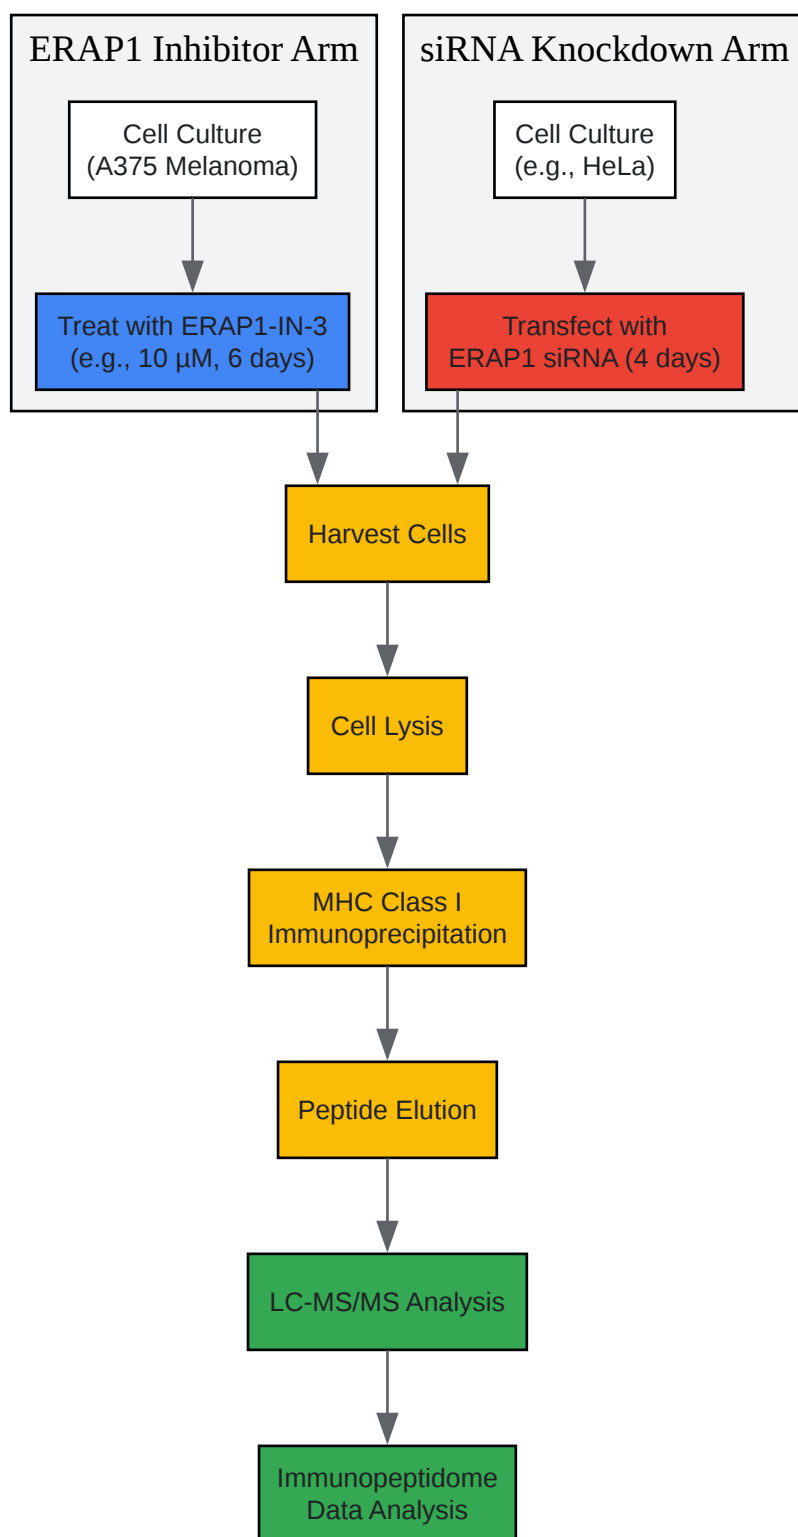 ERAP1 Inhibitor Arm
siRNA Knockdown Arm
Cell Culture
(A375 Melanoma)
Cell Culture
(e.g., HeLa)
Treat with ERAP1-IN-3
(e.g., 10 µM, 6 days)
Transfect with
ERAP1 siRNA (4 days)
Harvest Cells
Cell Lysis
MHC Class I
Immunoprecipitation
Peptide Elution
LC-MS/MS Analysis
Immunopeptidome
Data Analysis